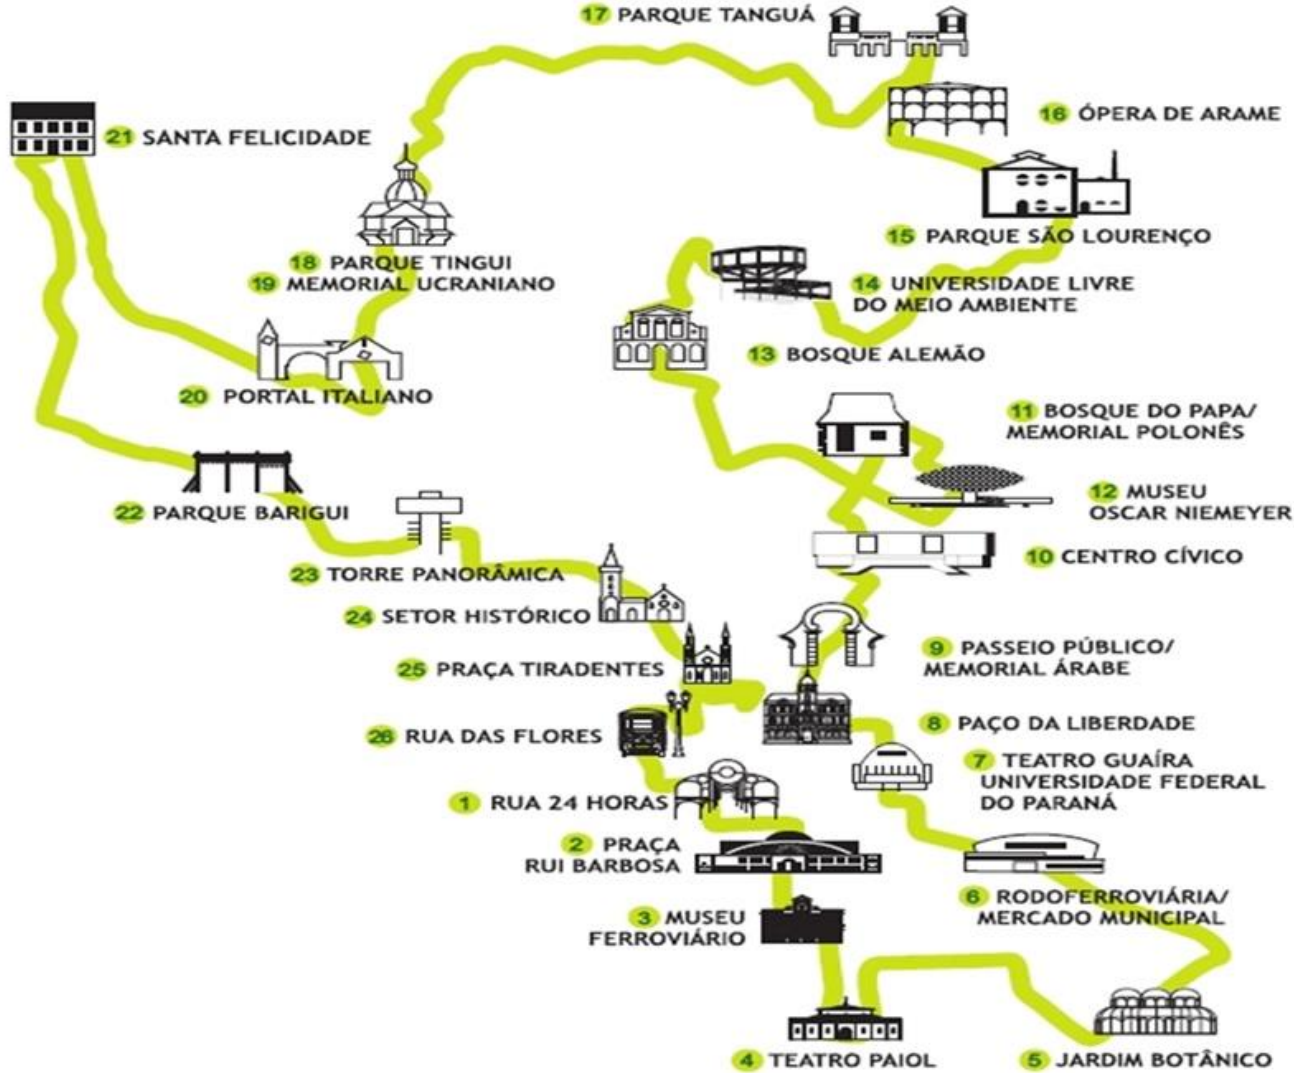 17 PARQUE TANGUÁ
16 ÓPERA DE ARAME
21 SANTA FELICIDADE
15 PARQUE SÃO LOURENÇO
18 PARQUE TINGUI
19 MEMORIAL UCRANIANO
14 UNIVERSIDADE LIVRE
DO MEIO AMBIENTE
13 BOSQUE ALEMÃO
20 PORTAL ITALIANO
11 BOSQUE DO PAPA/
MEMORIAL POLONÊS
12 MUSEU
OSCAR NIEMEYER
22 PARQUE BARIGUI
10 CENTRO CÍVICO
23 TORRE PANORÂMICA
24 SETOR HISTÓRICO
9 PASSEIO PÚBLICO/
MEMORIAL ÁRABE
25 PRAÇA TIRADENTES
8 PAÇO DA LIBERDADE
26 RUA DAS FLORES
7 TEATRO GUAÍRA
UNIVERSIDADE FEDERAL
DO PARANÁ
1 RUA 24 HORAS
2 PRAÇA
RUI BARBOSA
6 RODOFERROVIÁRIA/
MERCADO MUNICIPAL
3 MUSEU
FERROVIÁRIO
4 TEATRO PAIOL
5 JARDIM BOTÂNICO